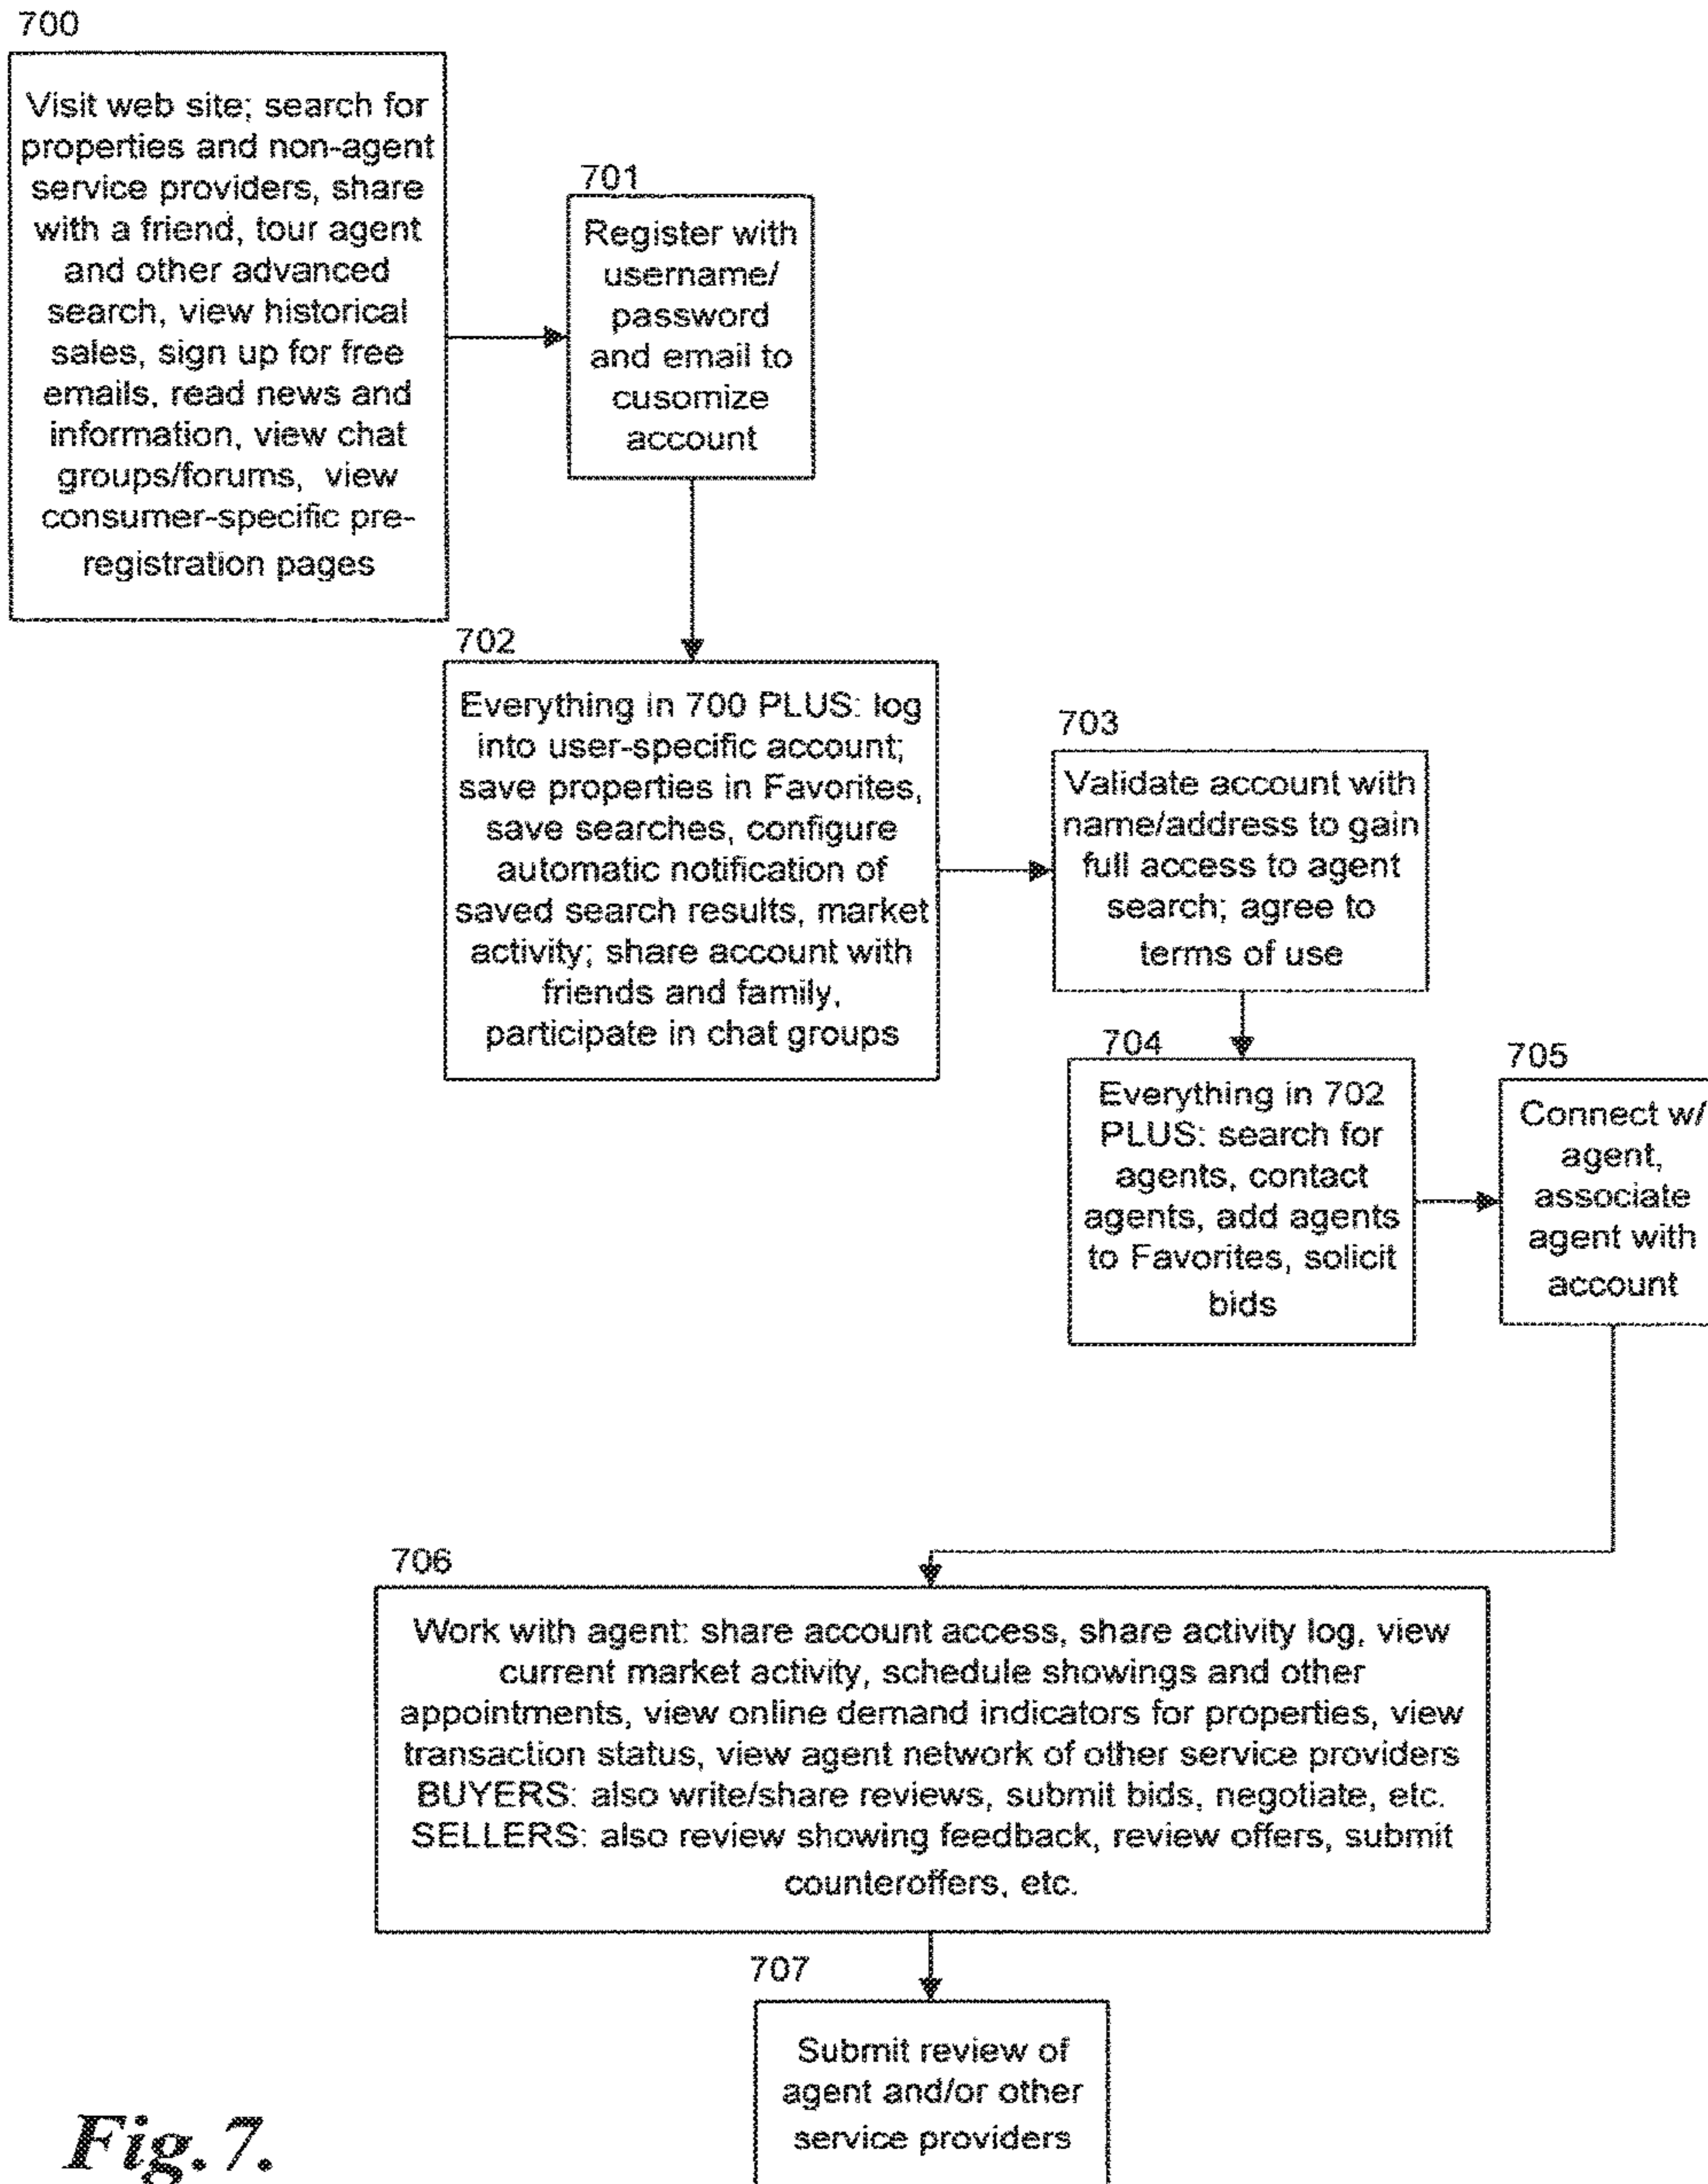 700
Visit web site; search for
properties and non-agent
service providers, share
with a friend, tour agent
and other advanced
search, view historical
sales, sign up for free
emails, read news and
information, view chat
groups/forums, view
consumer-specific pre-
registration pages
701
Register with
username/
password
and email to
cusomize
account
702
Everything in 700 PLUS: log
into user-specific account;
save properties in Favorites,
save searches, configure
automatic notification of
saved search results, market
activity; share account with
friends and family,
participate in chat groups
703
Validate account with
name/address to gain
full access to agent
search; agree to
terms of use
704
Everything in 702
PLUS: search for
agents, contact
agents, add agents
to Favorites, solicit
bids
705
Connect w/
agent,
associate
agent with
account
706
Work with agent: share account access, share activity log, view
current market activity, schedule showings and other
appointments, view online demand indicators for properties, view
transaction status, view agent network of other service providers
BUYERS: also write/share reviews, submit bids, negotiate, etc.
SELLERS: also review showing feedback, review offers, submit
counteroffers, etc.
707
Submit review of
agent and/or other
service providers
Fig. 7.